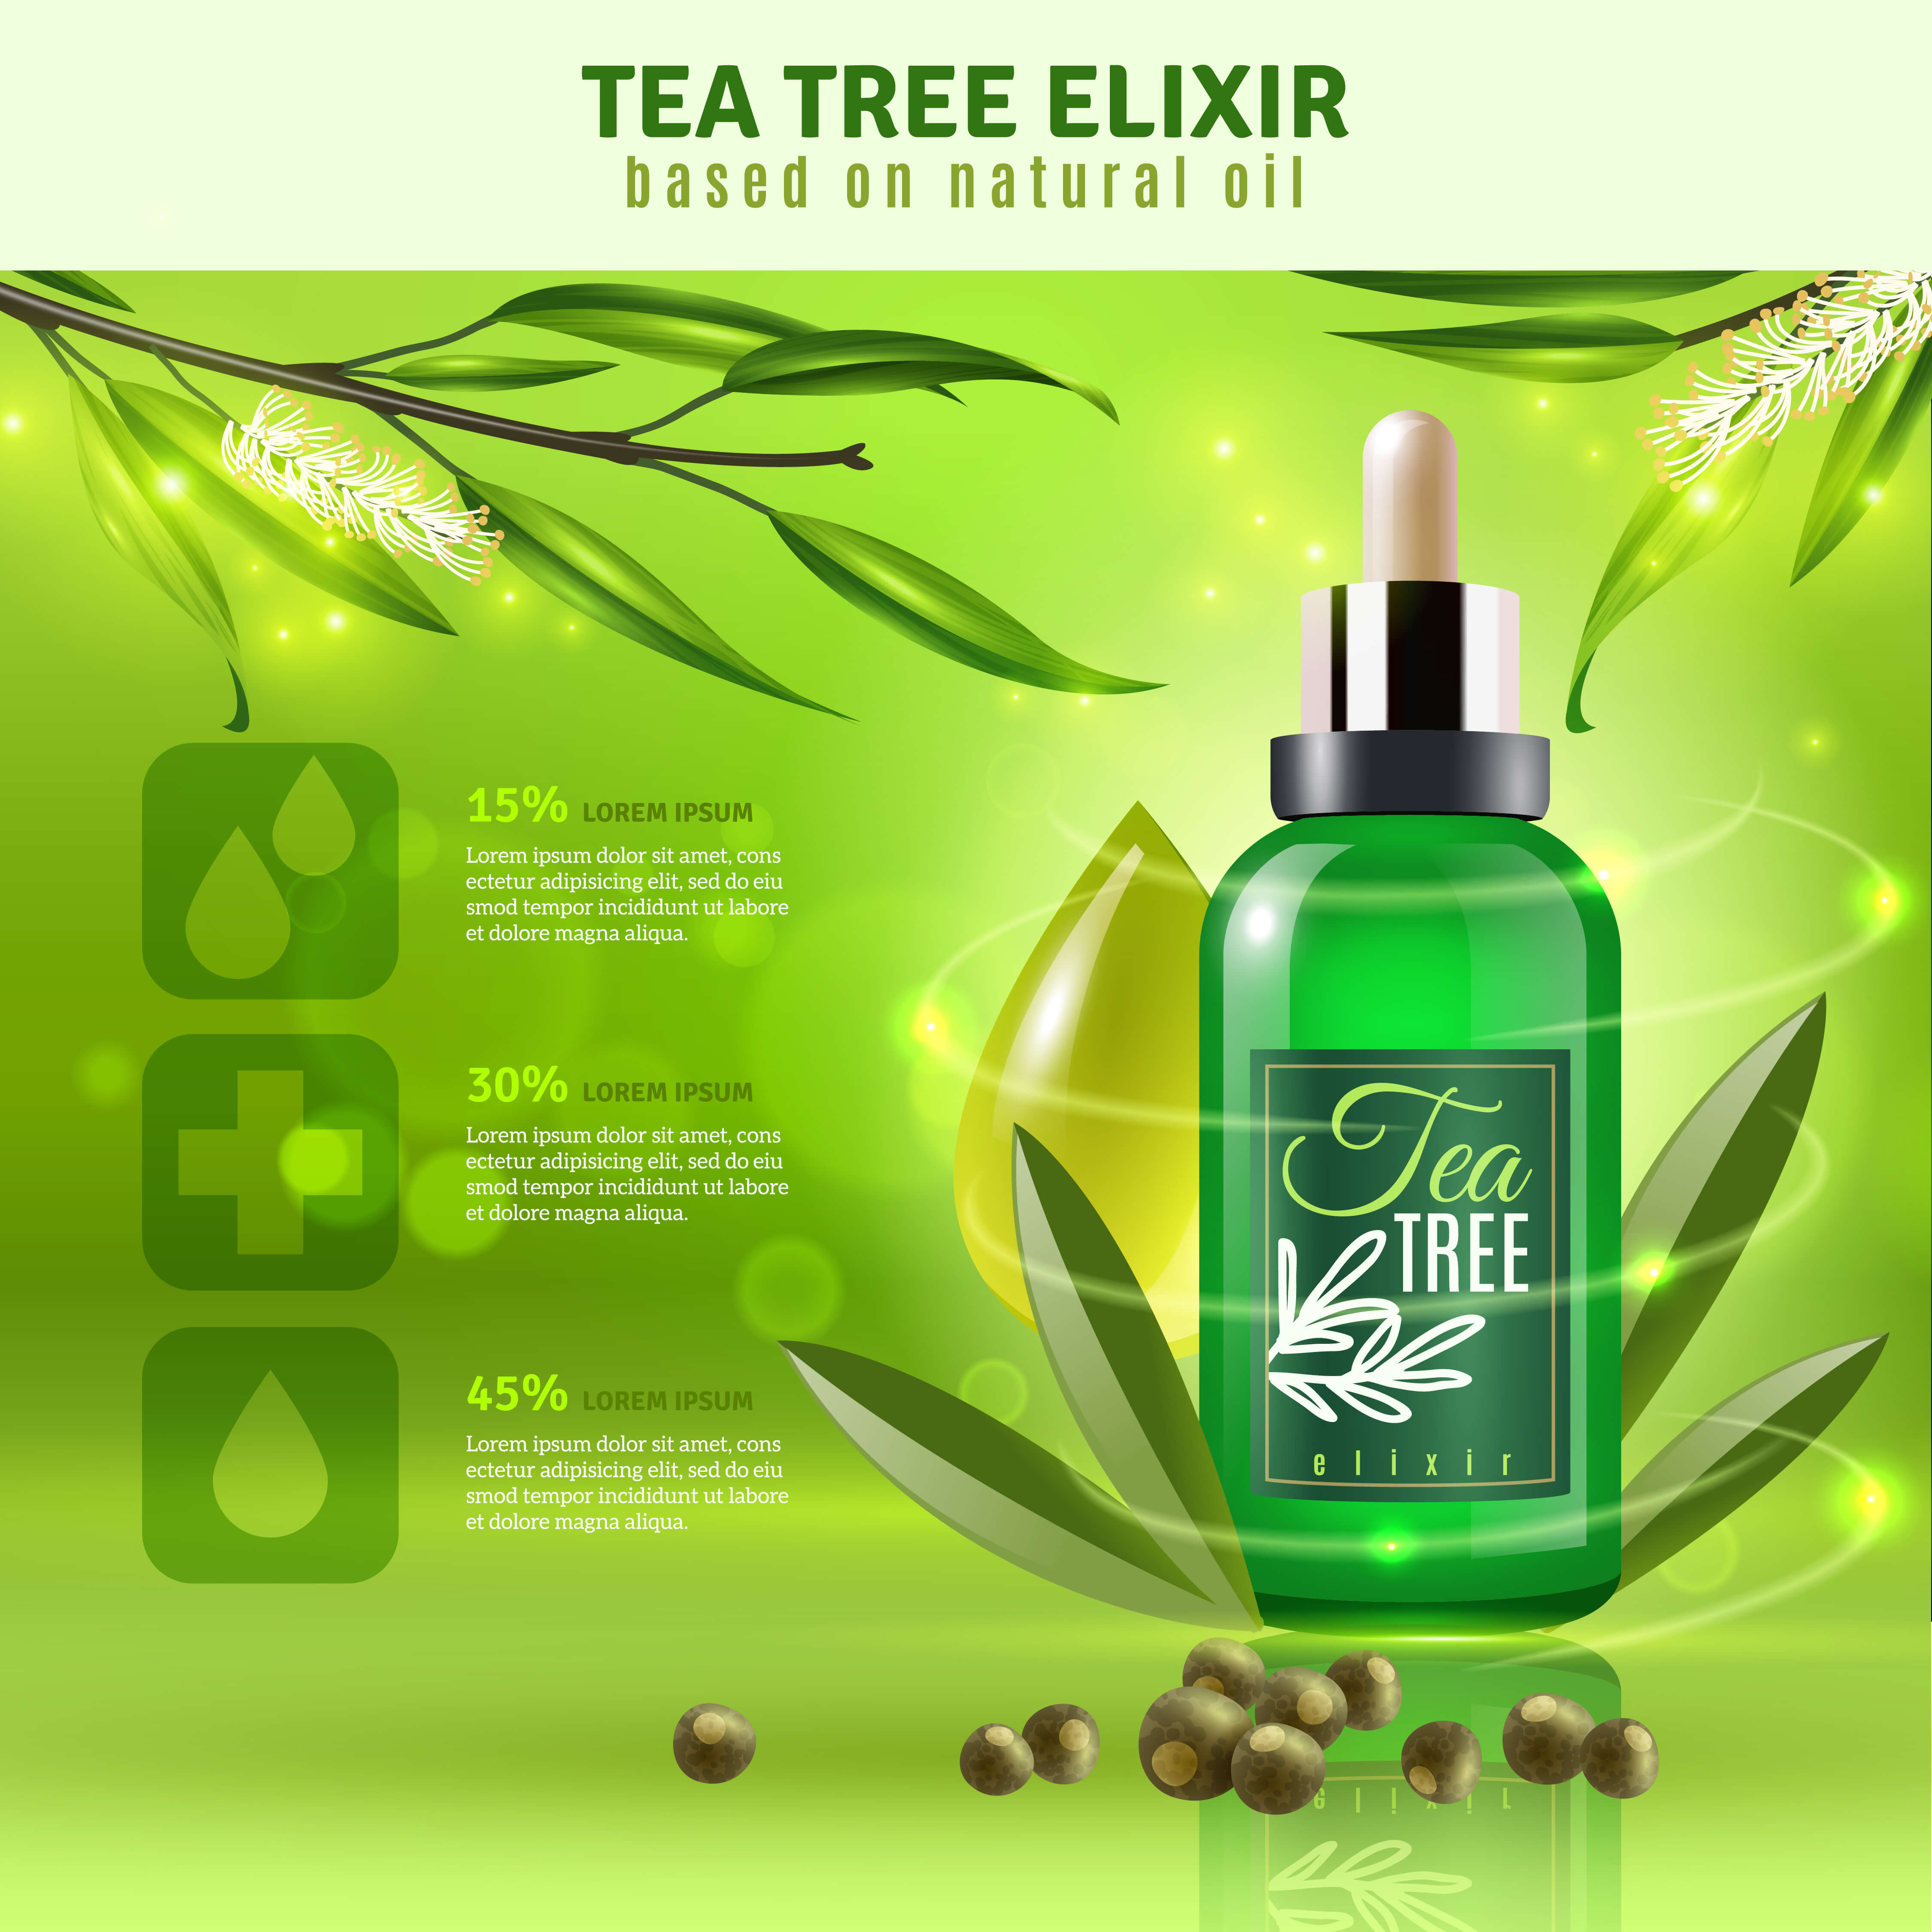 TEA TREE ELIXIR
based on natural oil
15% LOREM IPSUM
Lorem ipsum dolor sit amet, cons
ectetur adipisicing elit, sed do eiu
smod tempor incididunt ut labore
et dolore magna aliqua.
30% LOREM IPSUM
Lorem ipsum dolor sit amet, cons
ectetur adipisicing elit, sed do eiu
smod tempor incididunt ut labore
et dolore magna aliqua.
45% LOREM IPSUM
Lorem ipsum dolor sit amet, cons
ectetur adipisicing elit, sed do eiu
smod tempor incididunt ut labore
et dolore magna aliqua.
Tea
TREE
elixir